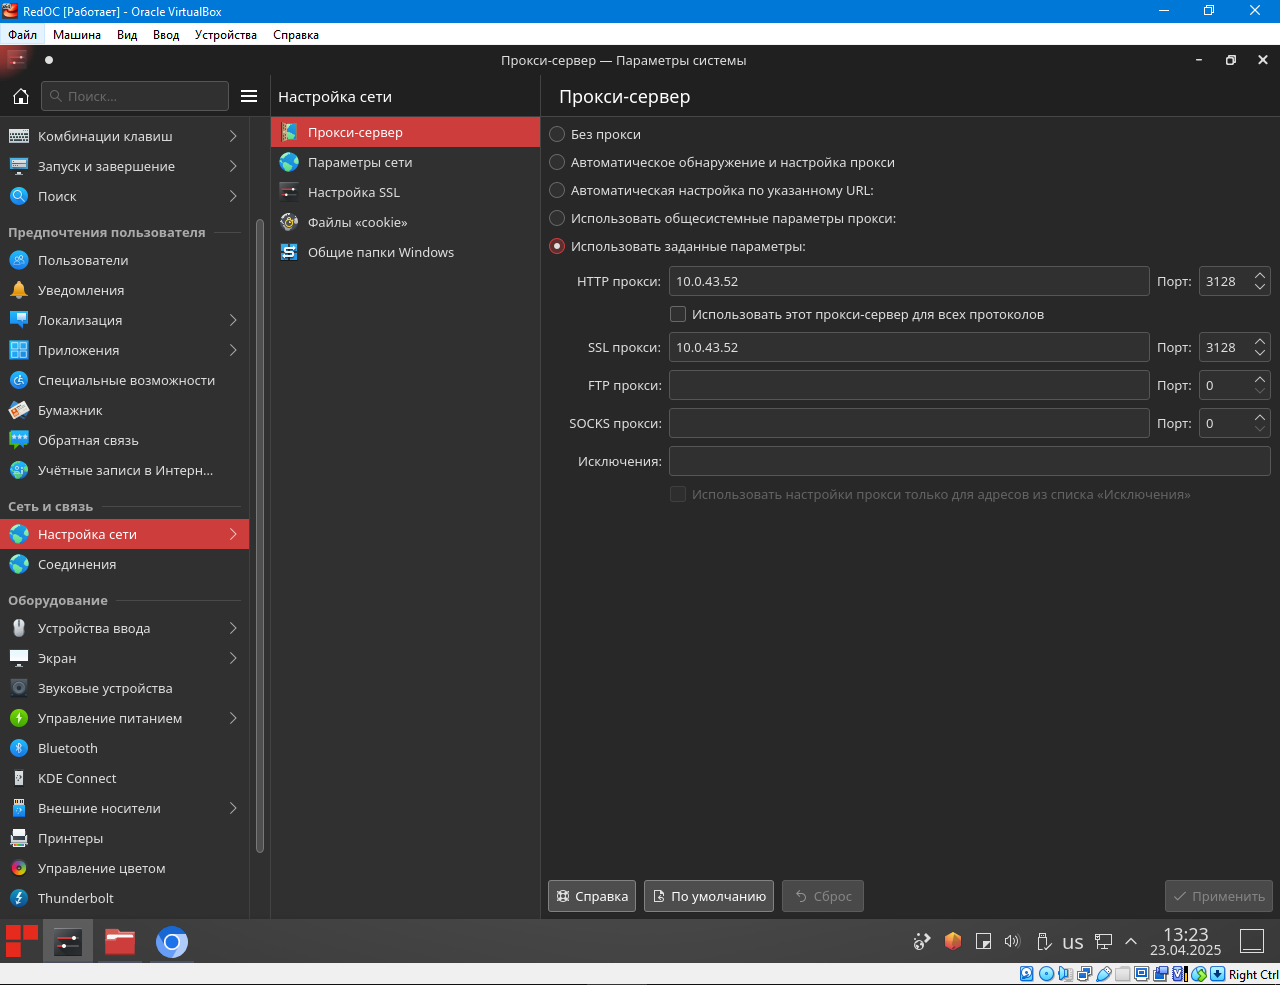 RedOC [Работает] - Oracle VirtualBox
Файл Машина Вид Ввод Устройства Справка
Прокси-сервер — Параметры системы
Поиск...
Настройка сети
Прокси-сервер
Комбинации клавиш
Запуск и завершение
Поиск
Предпочтения пользователя
Пользователи
Уведомления
Локализация
Приложения
Специальные возможности
Бумажник
Обратная связь
Учётные записи в Интерн...
Сеть и связь
Настройка сети
Соединения
Оборудование
Устройства ввода
Экран
Звуковые устройства
Управление питанием
Bluetooth
KDE Connect
Внешние носители
Принтеры
Управление цветом
Thunderbolt
Прокси-сервер
Параметры сети
Настройка SSL
Файлы «cookie»
Общие папки Windows
Без прокси
Автоматическое обнаружение и настройка прокси
Автоматическая настройка по указанному URL:
Использовать общесистемные параметры прокси:
Использовать заданные параметры:
HTTP прокси: 10.0.43.52 Порт: 3128
Использовать этот прокси-сервер для всех протоколов
SSL прокси: 10.0.43.52 Порт: 3128
FTP прокси: Порт: 0
SOCKS прокси: Порт: 0
Исключения:
Использовать настройки прокси только для адресов из списка «Исключения»
Справка По умолчанию Сброс Применить
us 13:23
23.04.2025
Right Ctrl